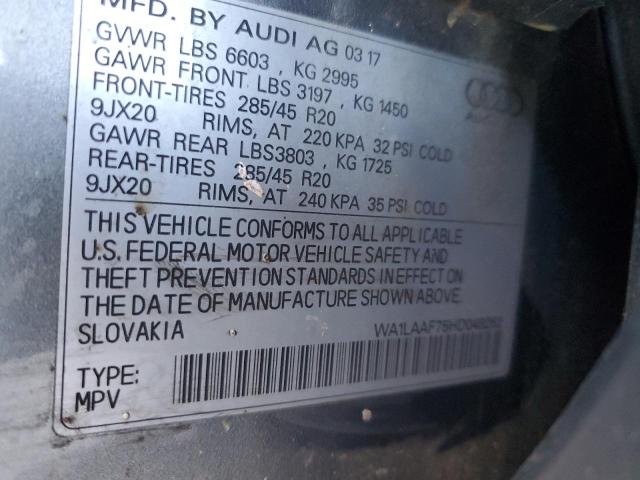 MFD. BY AUDI AG 03 17
GVWR LBS 6603 , KG 2995
GAWR FRONT LBS 3197 , KG 1450
FRONT-TIRES 285/45 R20
9JX20 RIMS, AT 220 KPA 32 PSI COLD
GAWR REAR LBS3803 , KG 1725
REAR-TIRES 285/45 R20
9JX20 RIMS, AT 240 KPA 35 PSI COLD
THIS VEHICLE CONFORMS TO ALL APPLICABLE
U.S. FEDERAL MOTOR VEHICLE SAFETY AND
THEFT PREVENTION STANDARDS IN EFFECT ON
THE DATE OF MANUFACTURE SHOWN ABOVE.
SLOVAKIA
TYPE:
MPV